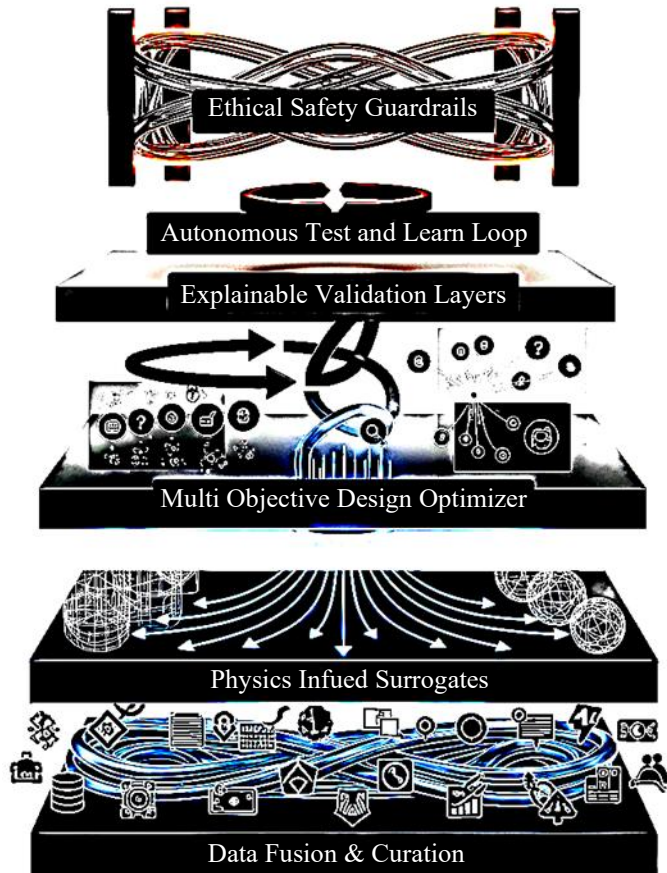 Ethical Safety Guardrails
Autonomous Test and Learn Loop
Explainable Validation Layers
Multi Objective Design Optimizer
Physics Infued Surrogates
Data Fusion & Curation